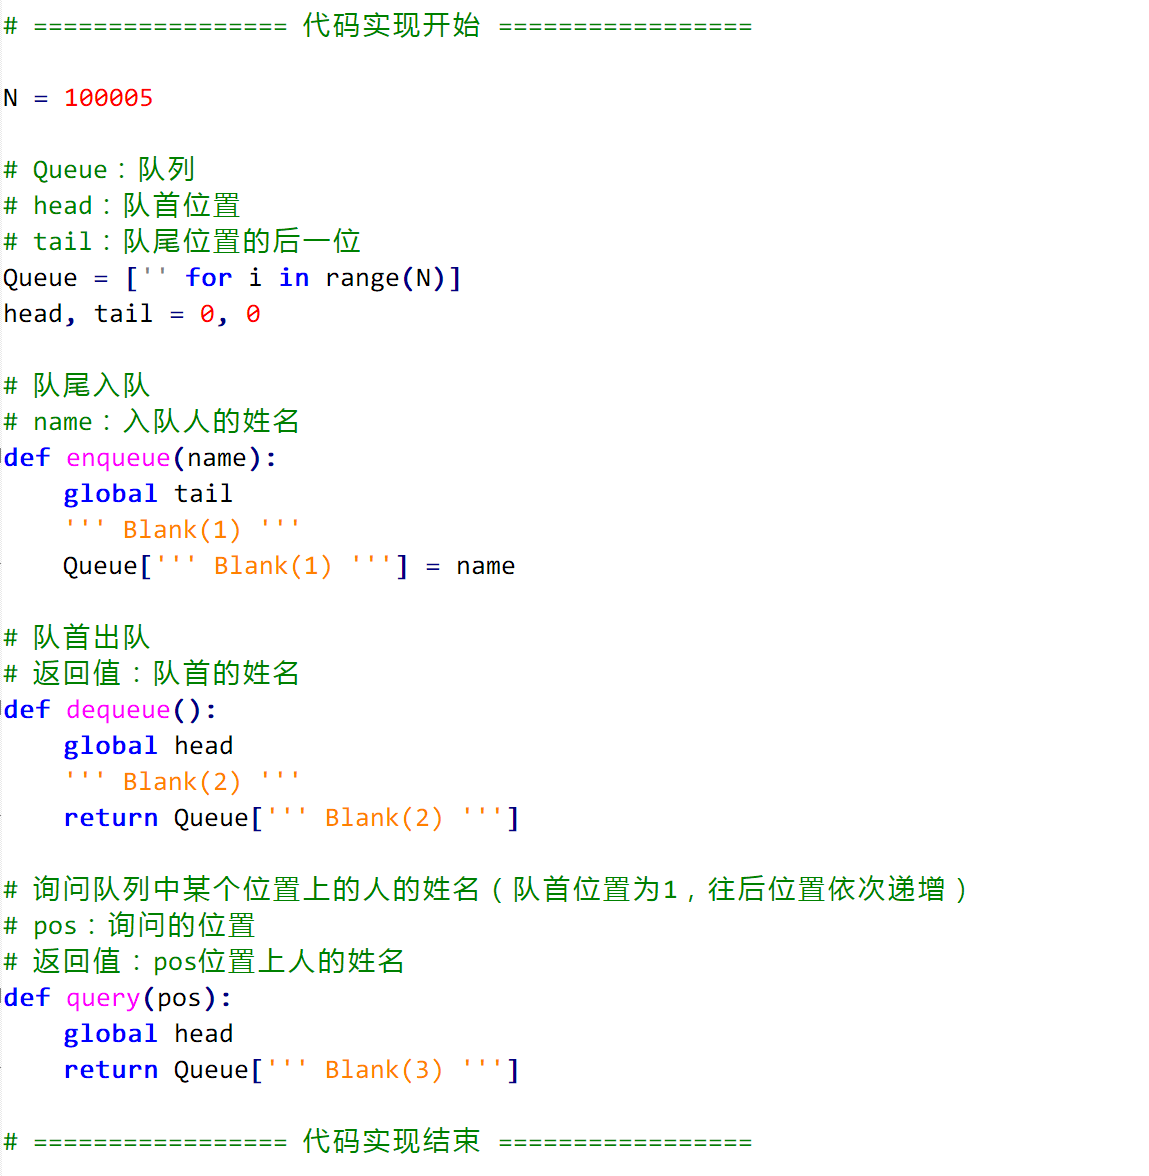 # ================= 代码实现开始 =================
N = 100005
# Queue：队列
# head：队首位置
# tail：队尾位置的后一位
Queue = ['' for i in range(N)]
head, tail = 0, 0
# 队尾入队
# name：入队人的姓名
def enqueue(name):
    global tail
    ''' Blank(1) '''
    Queue[''' Blank(1) '''] = name
# 队首出队
# 返回值：队首的姓名
def dequeue():
    global head
    ''' Blank(2) '''
    return Queue[''' Blank(2) ''']
# 询问队列中某个位置上的人的姓名（队首位置为1，往后位置依次递增）
# pos：询问的位置
# 返回值：pos位置上人的姓名
def query(pos):
    global head
    return Queue[''' Blank(3) ''']
# ================= 代码实现结束 =================